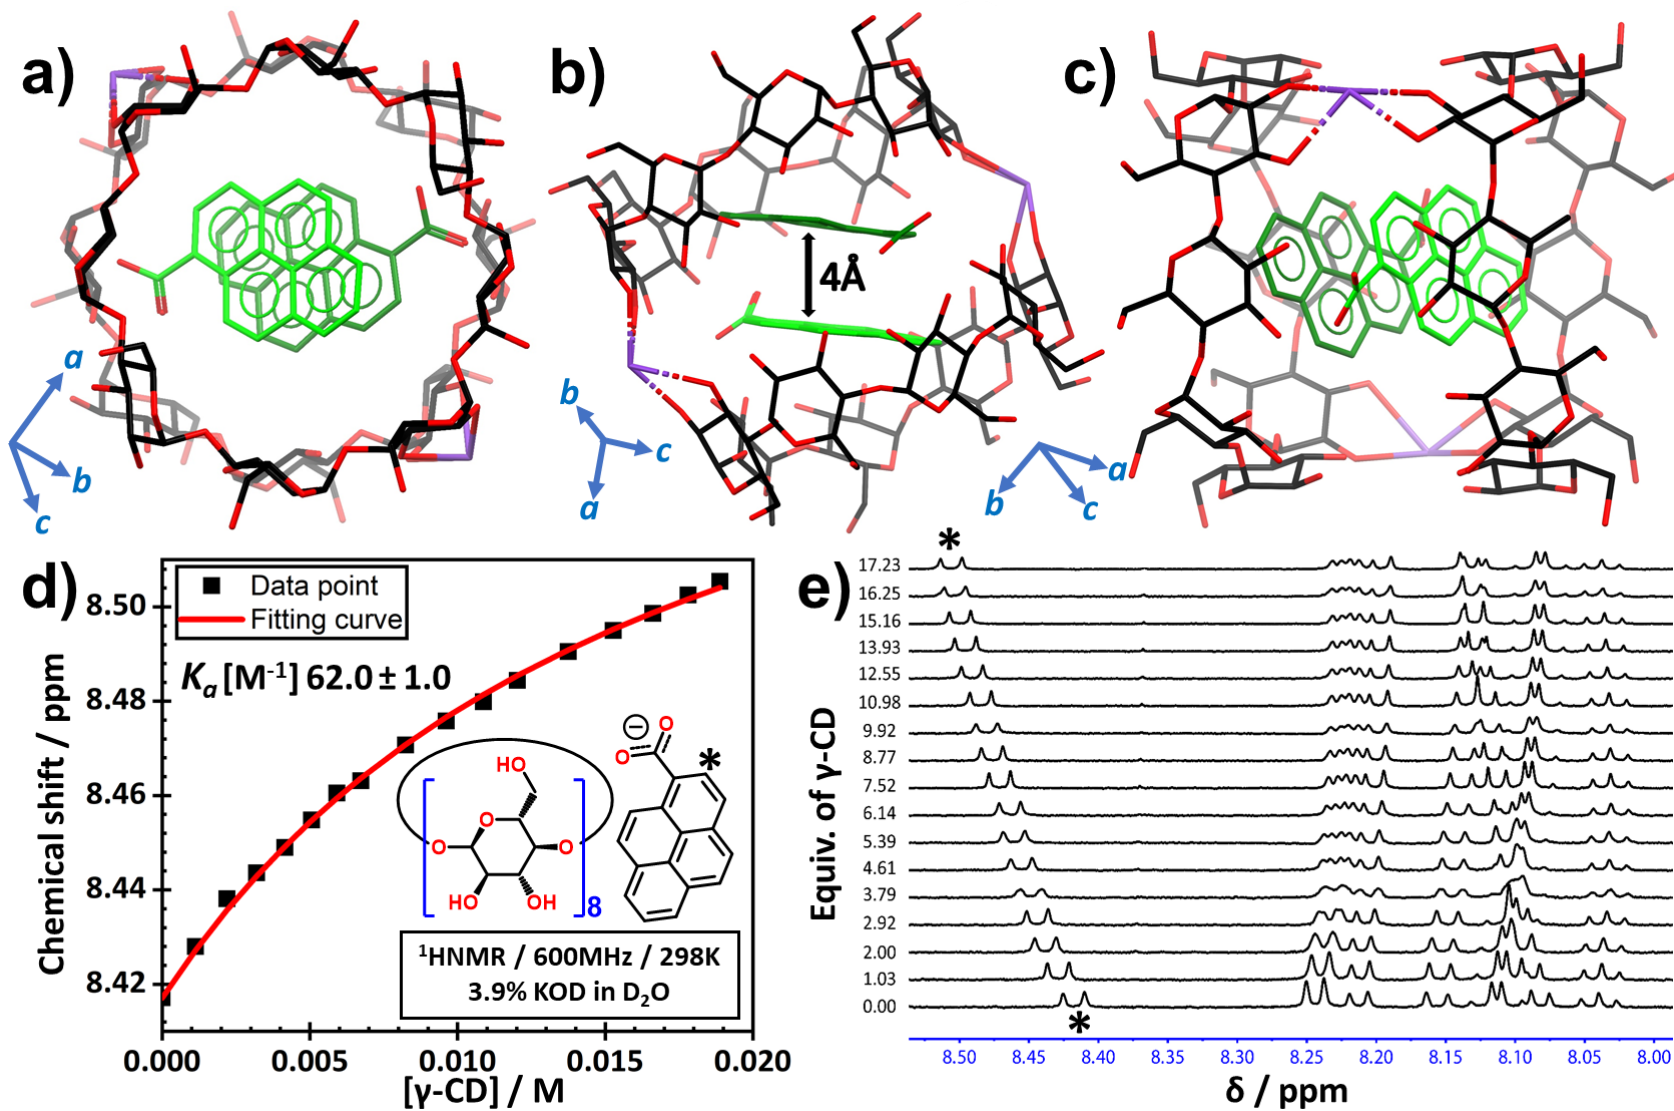 a)
b)
c)
a
b
c
4Å
b
c
a
a
b
c
d)
Data point
Fitting curve
Kₐ [M⁻¹] 62.0 ± 1.0
8.50
8.48
8.46
8.44
8.42
Chemical shift / ppm
0.000
0.005
0.010
0.015
0.020
[γ-CD] / M
HO
O
O
O
HO
OH
8
−
O
O
*
¹HNMR / 600MHz / 298K
3.9% KOD in D₂O
e)
*
Equiv. of γ-CD
17.23
16.25
15.16
13.93
12.55
10.98
9.92
8.77
7.52
6.14
5.39
4.61
3.79
2.92
2.00
1.03
0.00
*
8.50
8.45
8.40
8.35
8.30
8.25
8.20
8.15
8.10
8.05
8.00
δ / ppm